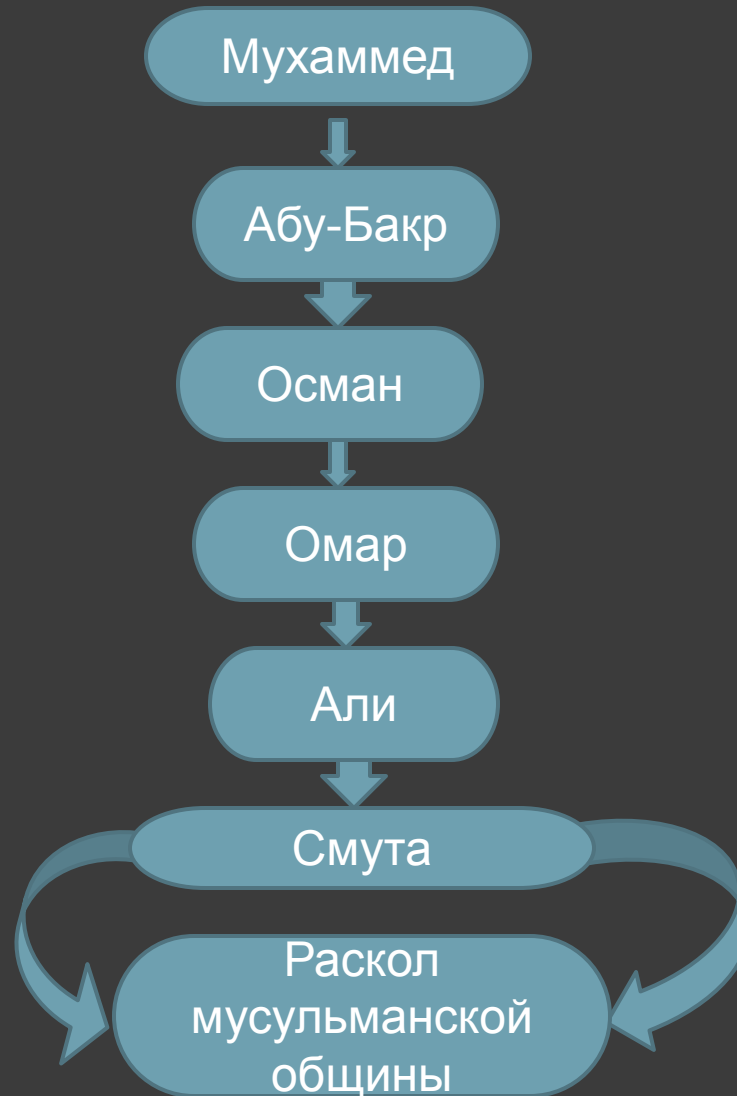 Мухаммед
Абу-Бакр
Осман
Омар
Али
Смута
Раскол
мусульманской
общины